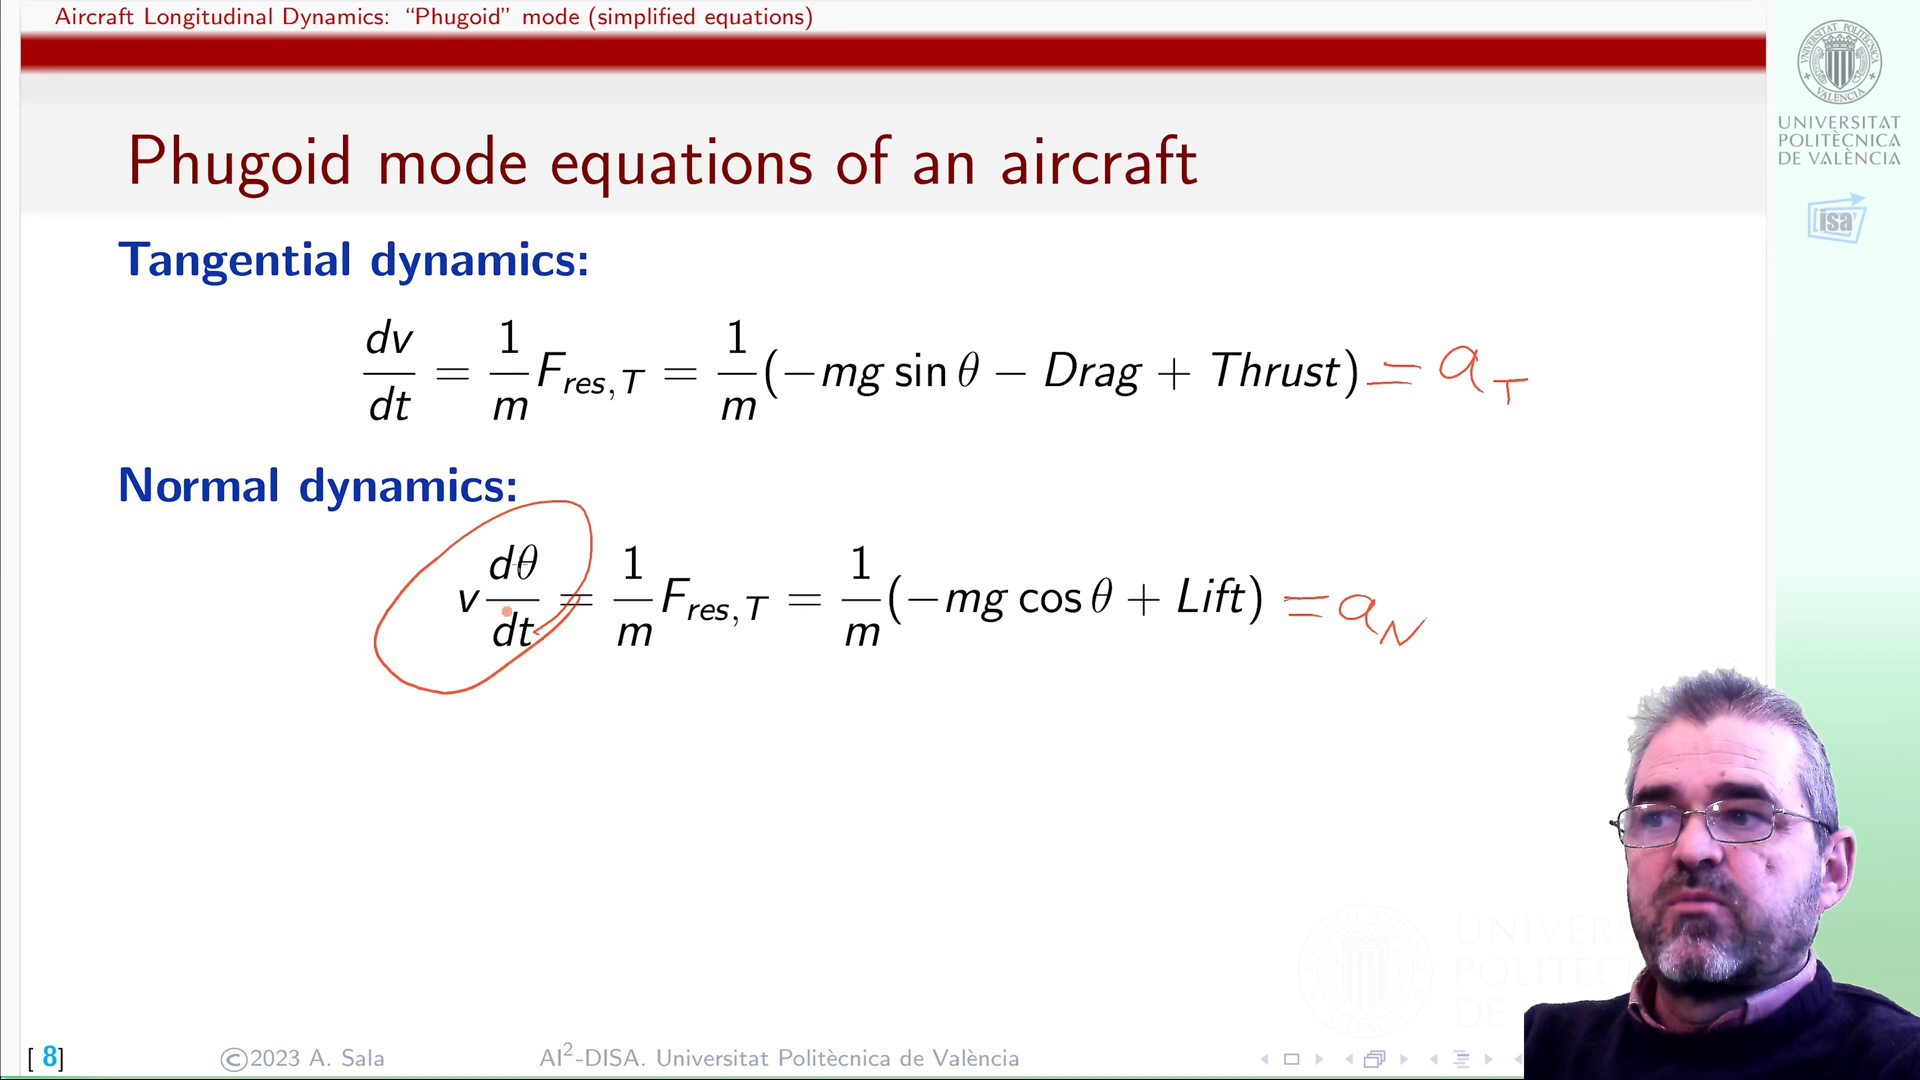 Aircraft Longitudinal Dynamics: “Phugoid” mode (simplified equations)
UNIVERSITAT
POLITÈCNICA
DE VALÈNCIA
isa
Phugoid mode equations of an aircraft
Tangential dynamics:
dv/dt = 1/m F_res,T = 1/m (−mg sin θ − Drag + Thrust) = a_T
Normal dynamics:
v dθ/dt = 1/m F_res,T = 1/m (−mg cos θ + Lift) = a_N
[ 8]
©2023 A. Sala
AI²-DISA. Universitat Politècnica de València